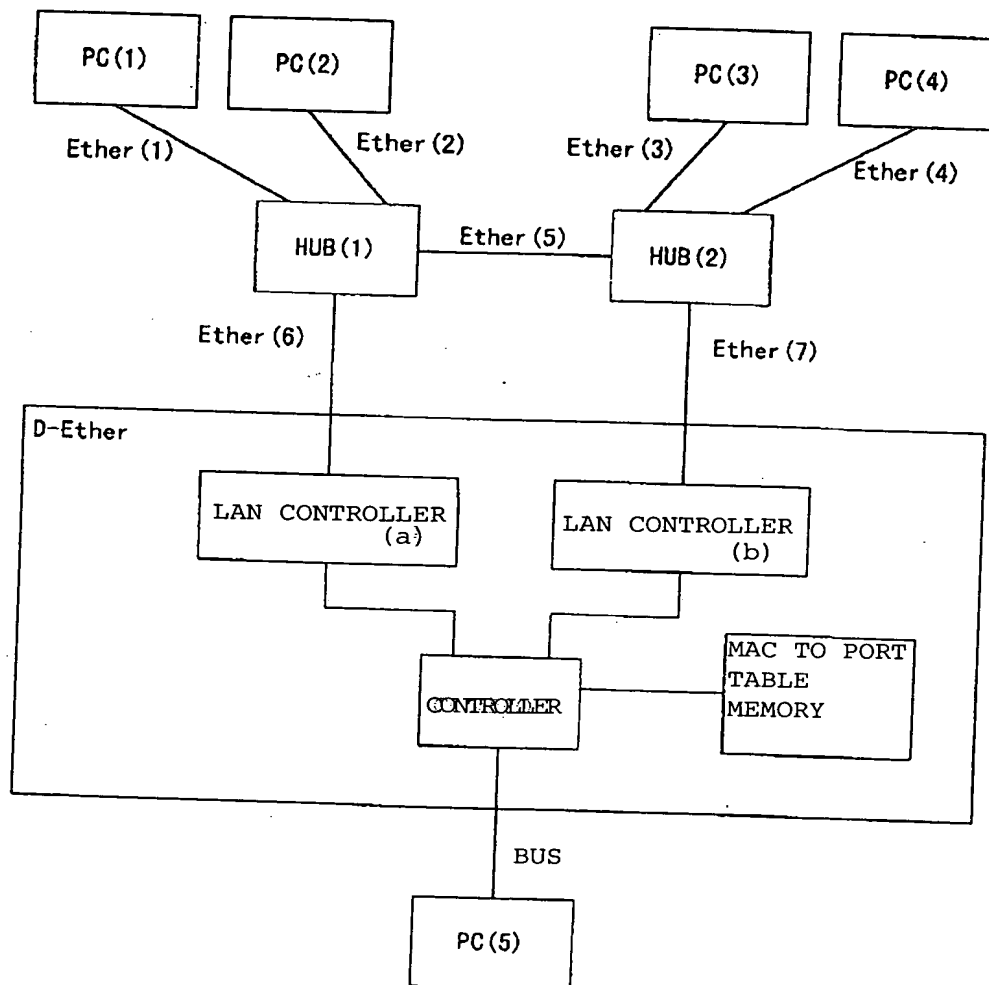 PC(1)
PC(2)
PC(3)
PC(4)
Ether(1)
Ether(2)
Ether(3)
Ether(4)
HUB(1)
Ether(5)
HUB(2)
Ether(6)
Ether(7)
D-Ether
LAN CONTROLLER
(a)
LAN CONTROLLER
(b)
CONTROLLER
MAC TO PORT
TABLE
MEMORY
BUS
PC(5)